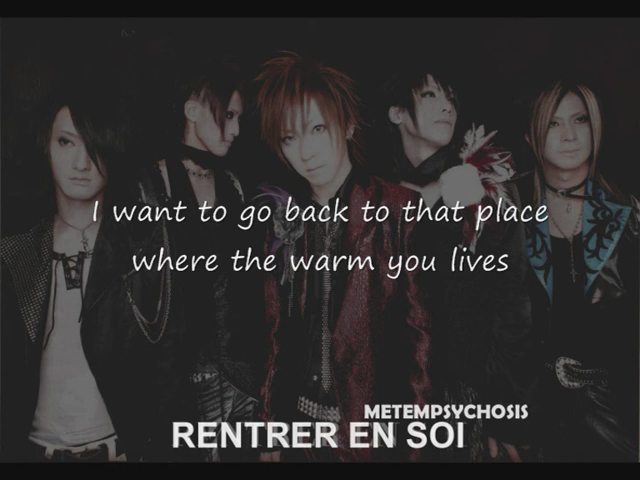 I want to go back to that place
where the warm you lives
METEMPSYCHOSIS
RENTRER EN SOI